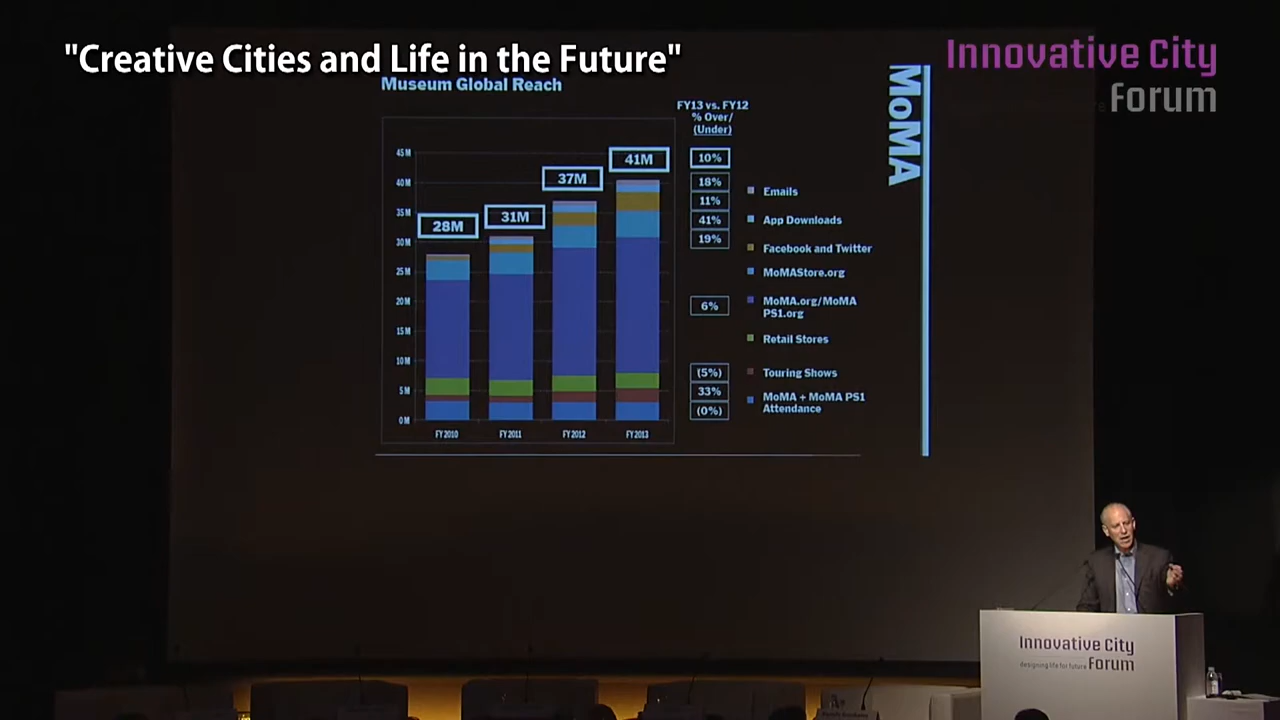 "Creative Cities and Life in the Future"
Innovative City
Forum
Museum Global Reach
MoMA
FY13 vs. FY12
% Over/
(Under)
45M
40M
35M
30M
25M
20M
15M
10M
5M
0M
28M
31M
37M
41M
FY2010
FY2011
FY2012
FY2013
10%
18%
11%
41%
19%
6%
(5%)
33%
(0%)
Emails
App Downloads
Facebook and Twitter
MoMAStore.org
MoMA.org/MoMA
PS1.org
Retail Stores
Touring Shows
MoMA + MoMA PS1
Attendance
Innovative City
designing life for future Forum